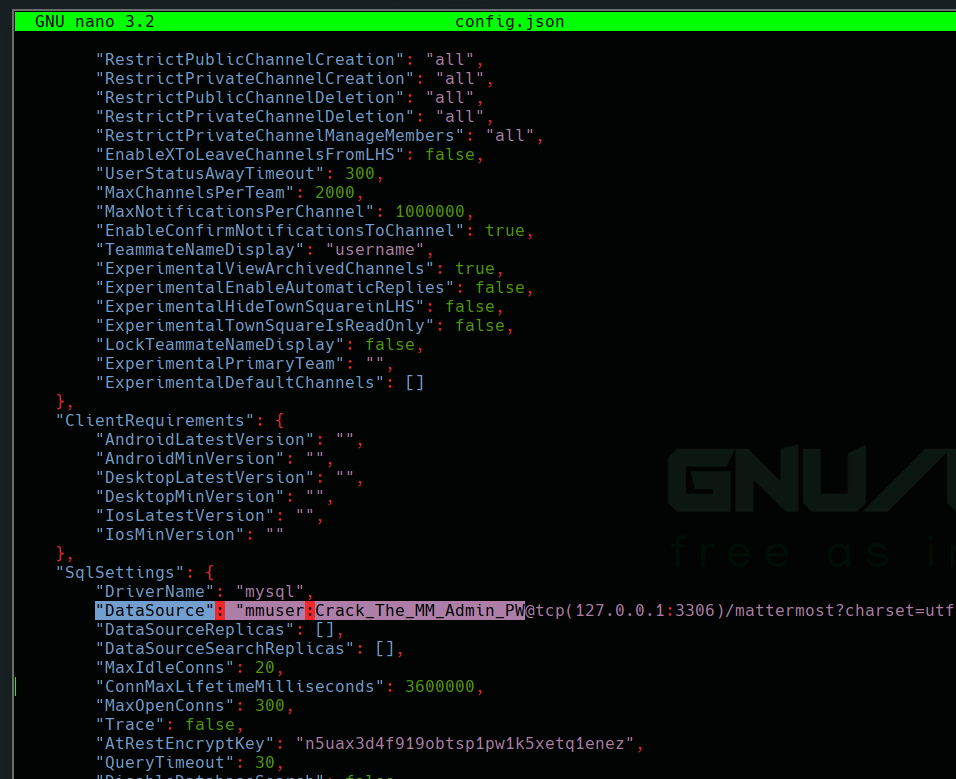 GNU nano 3.2 config.json
"RestrictPublicChannelCreation": "all",
"RestrictPrivateChannelCreation": "all",
"RestrictPublicChannelDeletion": "all",
"RestrictPrivateChannelDeletion": "all",
"RestrictPrivateChannelManageMembers": "all",
"EnableXToLeaveChannelsFromLHS": false,
"UserStatusAwayTimeout": 300,
"MaxChannelsPerTeam": 2000,
"MaxNotificationsPerChannel": 1000000,
"EnableConfirmNotificationsToChannel": true,
"TeammateNameDisplay": "username",
"ExperimentalViewArchivedChannels": true,
"ExperimentalEnableAutomaticReplies": false,
"ExperimentalHideTownSquareinLHS": false,
"ExperimentalTownSquareIsReadOnly": false,
"LockTeammateNameDisplay": false,
"ExperimentalPrimaryTeam": "",
"ExperimentalDefaultChannels": []
},
"ClientRequirements": {
"AndroidLatestVersion": "",
"AndroidMinVersion": "",
"DesktopLatestVersion": "",
"DesktopMinVersion": "",
"IosLatestVersion": "",
"IosMinVersion": ""
},
"SqlSettings": {
"DriverName": "mysql",
"DataSource": "mmuser:Crack_The_MM_Admin_PW@tcp(127.0.0.1:3306)/mattermost?charset=utf
"DataSourceReplicas": [],
"DataSourceSearchReplicas": [],
"MaxIdleConns": 20,
"ConnMaxLifetimeMilliseconds": 3600000,
"MaxOpenConns": 300,
"Trace": false,
"AtRestEncryptKey": "n5uax3d4f919obtsp1pw1k5xetq1enez",
"QueryTimeout": 30,
"DisableDatabaseSearch": false
GNU/
free as in